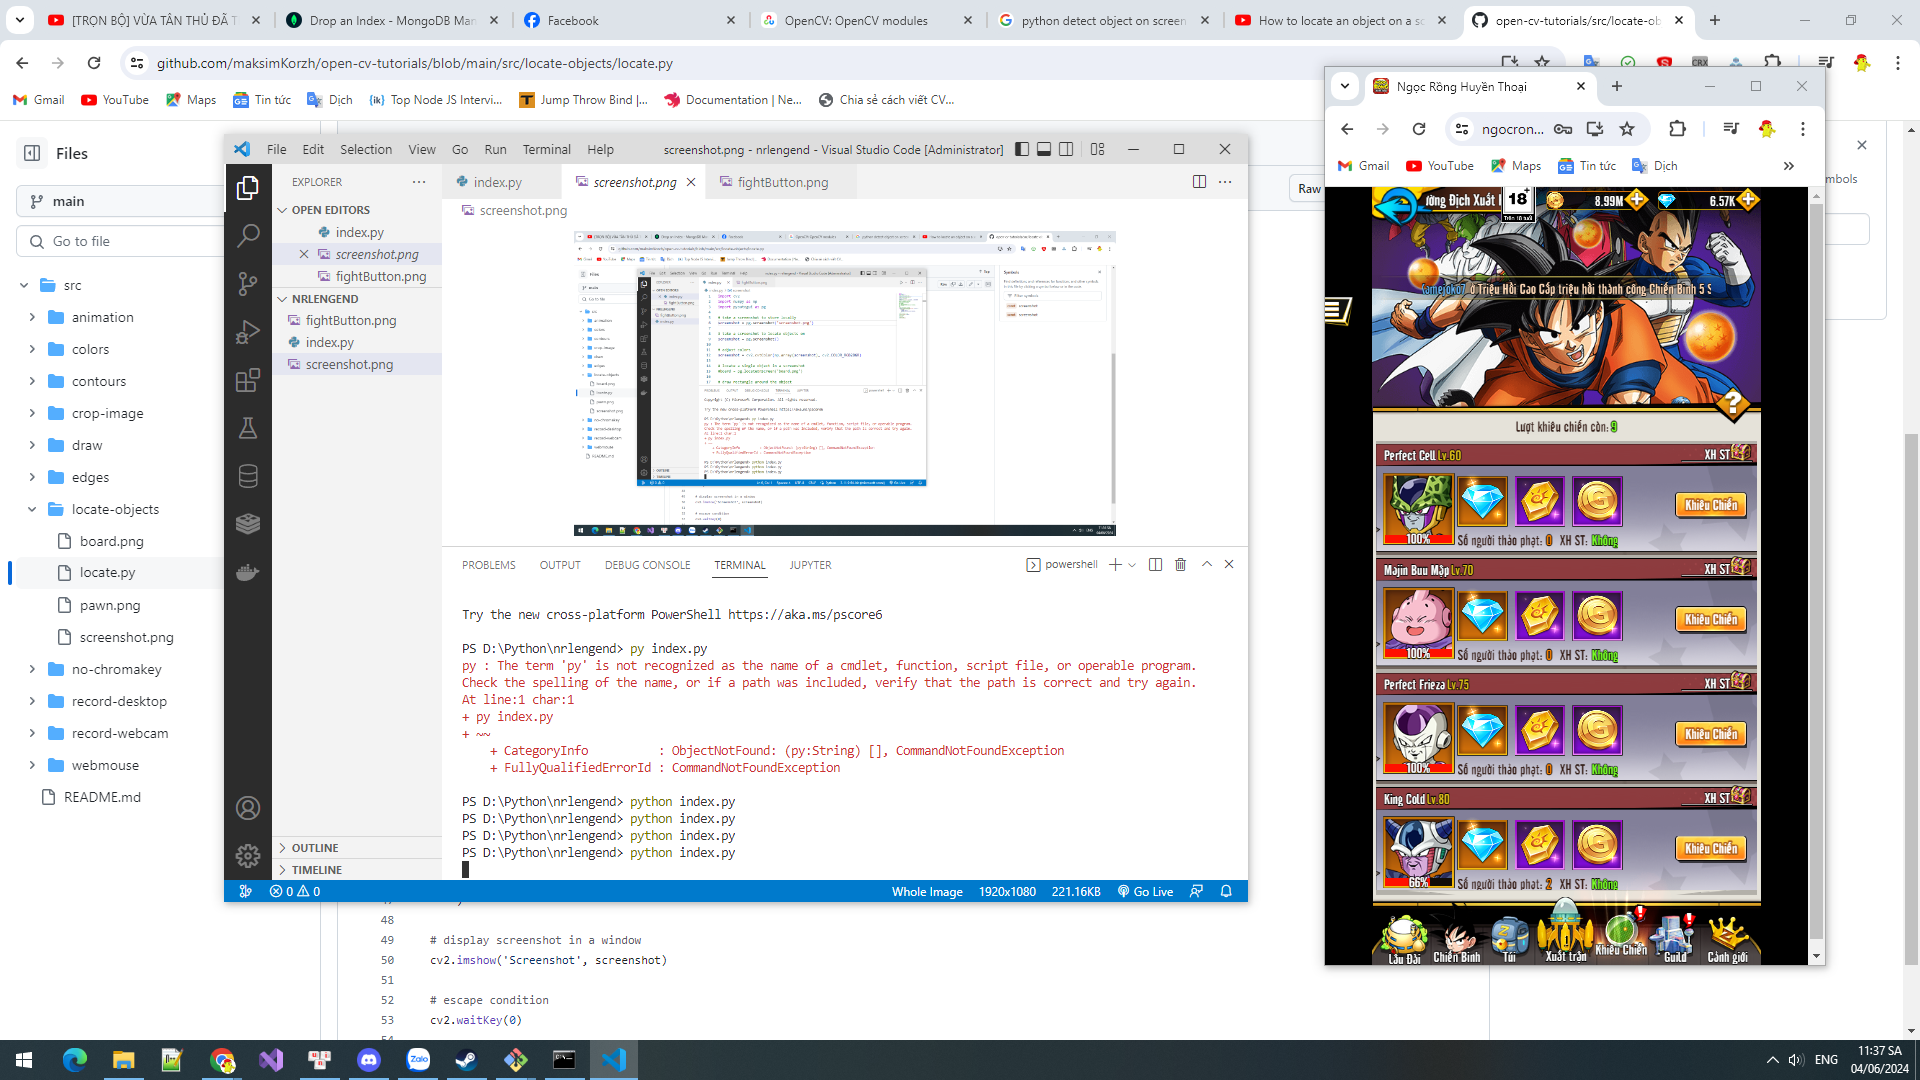 [TRỌN BỘ] VỪA TÂN THỦ ĐÃ T
Drop an Index - MongoDB Man
Facebook
OpenCV: OpenCV modules
python detect object on screen
How to locate an object on a sc
open-cv-tutorials/src/locate-ob
github.com/maksimKorzh/open-cv-tutorials/blob/main/src/locate-objects/locate.py
Gmail
YouTube
Maps
Tin tức
Dịch
Top Node JS Intervi...
Jump Throw Bind |...
Documentation | Ne...
Chia sẻ cách viết CV...
Files
main
Go to file
src
animation
colors
contours
crop-image
draw
edges
locate-objects
board.png
locate.py
pawn.png
screenshot.png
no-chromakey
record-desktop
record-webcam
webmouse
README.md
Raw
mbols
File Edit Selection View Go Run Terminal Help
screenshot.png - nrlengend - Visual Studio Code [Administrator]
EXPLORER
index.py
screenshot.png
fightButton.png
OPEN EDITORS
index.py
screenshot.png
fightButton.png
NRLENGEND
fightButton.png
index.py
screenshot.png
OUTLINE
TIMELINE
screenshot.png
PROBLEMS OUTPUT DEBUG CONSOLE TERMINAL JUPYTER
powershell
Try the new cross-platform PowerShell https://aka.ms/pscore6
PS D:\Python\nrlengend> py index.py
py : The term 'py' is not recognized as the name of a cmdlet, function, script file, or operable program.
Check the spelling of the name, or if a path was included, verify that the path is correct and try again.
At line:1 char:1
+ py index.py
+ ~~
+ CategoryInfo : ObjectNotFound: (py:String) [], CommandNotFoundException
+ FullyQualifiedErrorId : CommandNotFoundException
PS D:\Python\nrlengend> python index.py
PS D:\Python\nrlengend> python index.py
PS D:\Python\nrlengend> python index.py
PS D:\Python\nrlengend> python index.py
0 0
Whole Image 1920x1080 221.16KB Go Live
48
49 # display screenshot in a window
50 cv2.imshow('Screenshot', screenshot)
51
52 # escape condition
53 cv2.waitKey(0)
Ngọc Rồng Huyền Thoại
ngocron...
Gmail
YouTube
Maps
Tin tức
Dịch
ường Địch Xuất
18+
Trên 18 tuổi
8.99M
6.57K
ở Triệu Hồi Cao Cấp triệu hồi thành công Chiến Binh 5 S
?
Lượt khiêu chiến còn: 9
Perfect Cell Lv.60
XH ST
Khiêu Chiến
100%
Số người thảo phạt: 0 XH ST: Không
Majin Buu Mập Lv.70
XH ST
Khiêu Chiến
100%
Số người thảo phạt: 0 XH ST: Không
Perfect Frieza Lv.75
XH ST
Khiêu Chiến
100%
Số người thảo phạt: 0 XH ST: Không
King Cold Lv.80
XH ST
Khiêu Chiến
66%
Số người thảo phạt: 2 XH ST: Không
Lâu Đài
Chiến Binh
Túi
Xuất trận
Khiêu Chiến
Guild
Cảnh giới
Zalo
ENG
11:37 SA
04/06/2024